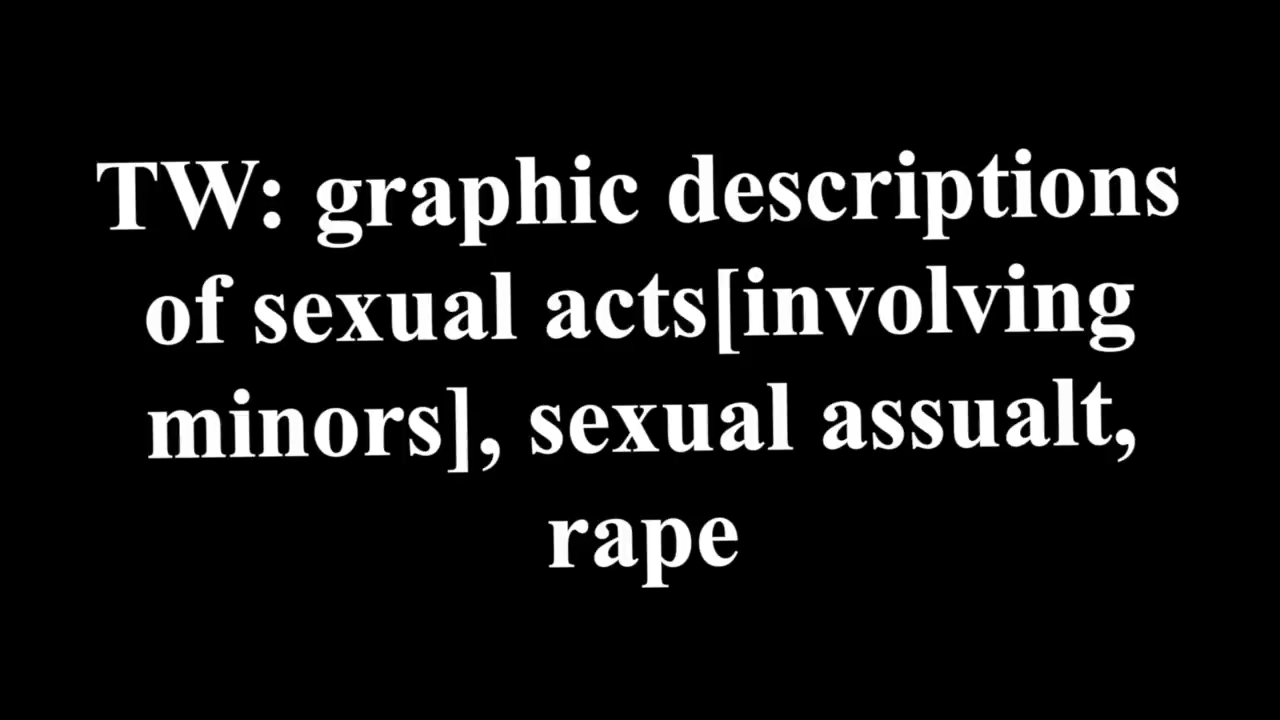 TW: graphic descriptions
of sexual acts[involving
minors], sexual assualt,
rape